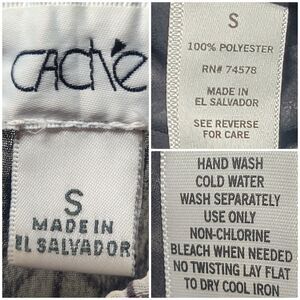 CACHÉ
S
MADE IN
EL SALVADOR
S
100% POLYESTER
RN# 74578
MADE IN
EL SALVADOR
SEE REVERSE
FOR CARE
HAND WASH
COLD WATER
WASH SEPARATELY
USE ONLY
NON-CHLORINE
BLEACH WHEN NEEDED
NO TWISTING LAY FLAT
TO DRY COOL IRON